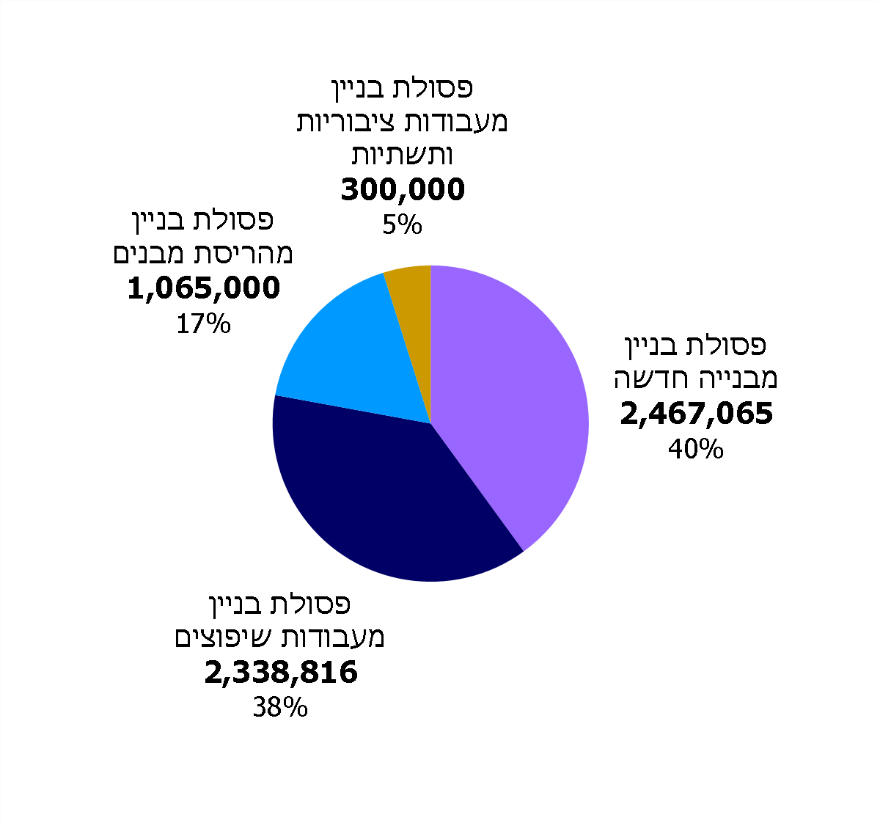 פסולת בניין
מעבודות ציבוריות
ותשתיות
300,000
5%
פסולת בניין
מהריסת מבנים
1,065,000
17%
פסולת בניין
מבנייה חדשה
2,467,065
40%
פסולת בניין
מעבודות שיפוצים
2,338,816
38%